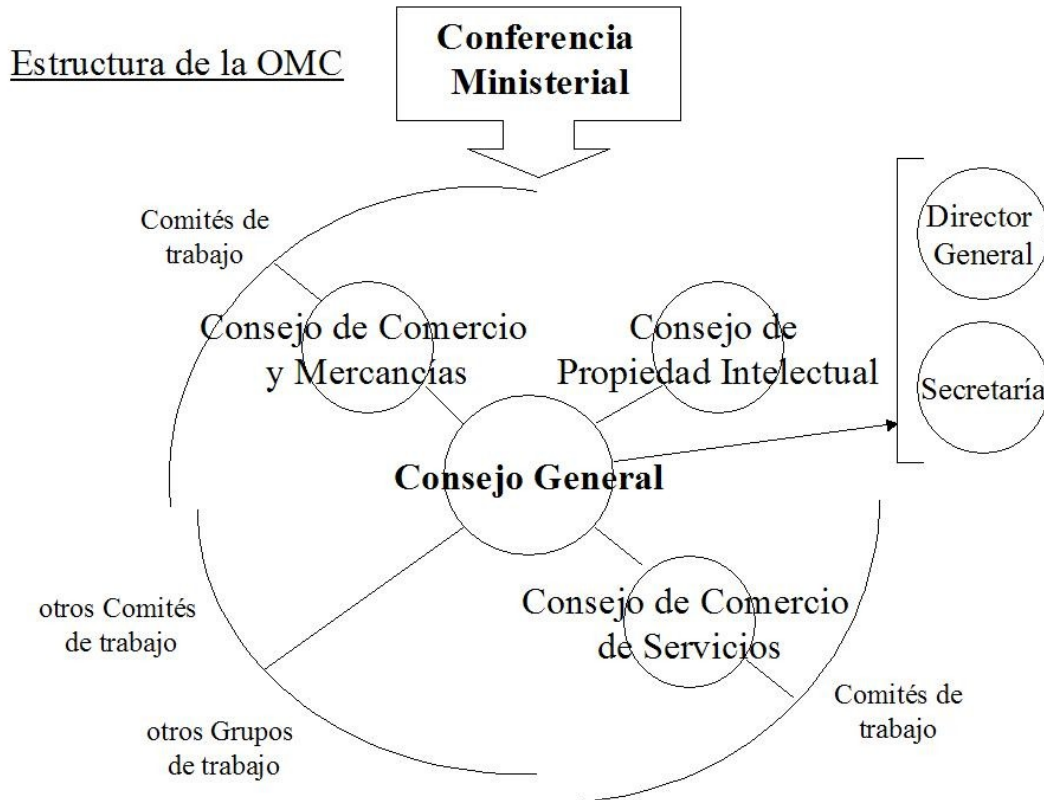 Estructura de la OMC
Conferencia
Ministerial
Comités de
trabajo
Director
General
Consejo de Comercio
y Mercancías
Consejo de
Propiedad Intelectual
Secretaría
Consejo General
otros Comités
de trabajo
Consejo de Comercio
de Servicios
otros Grupos
de trabajo
Comités de
trabajo